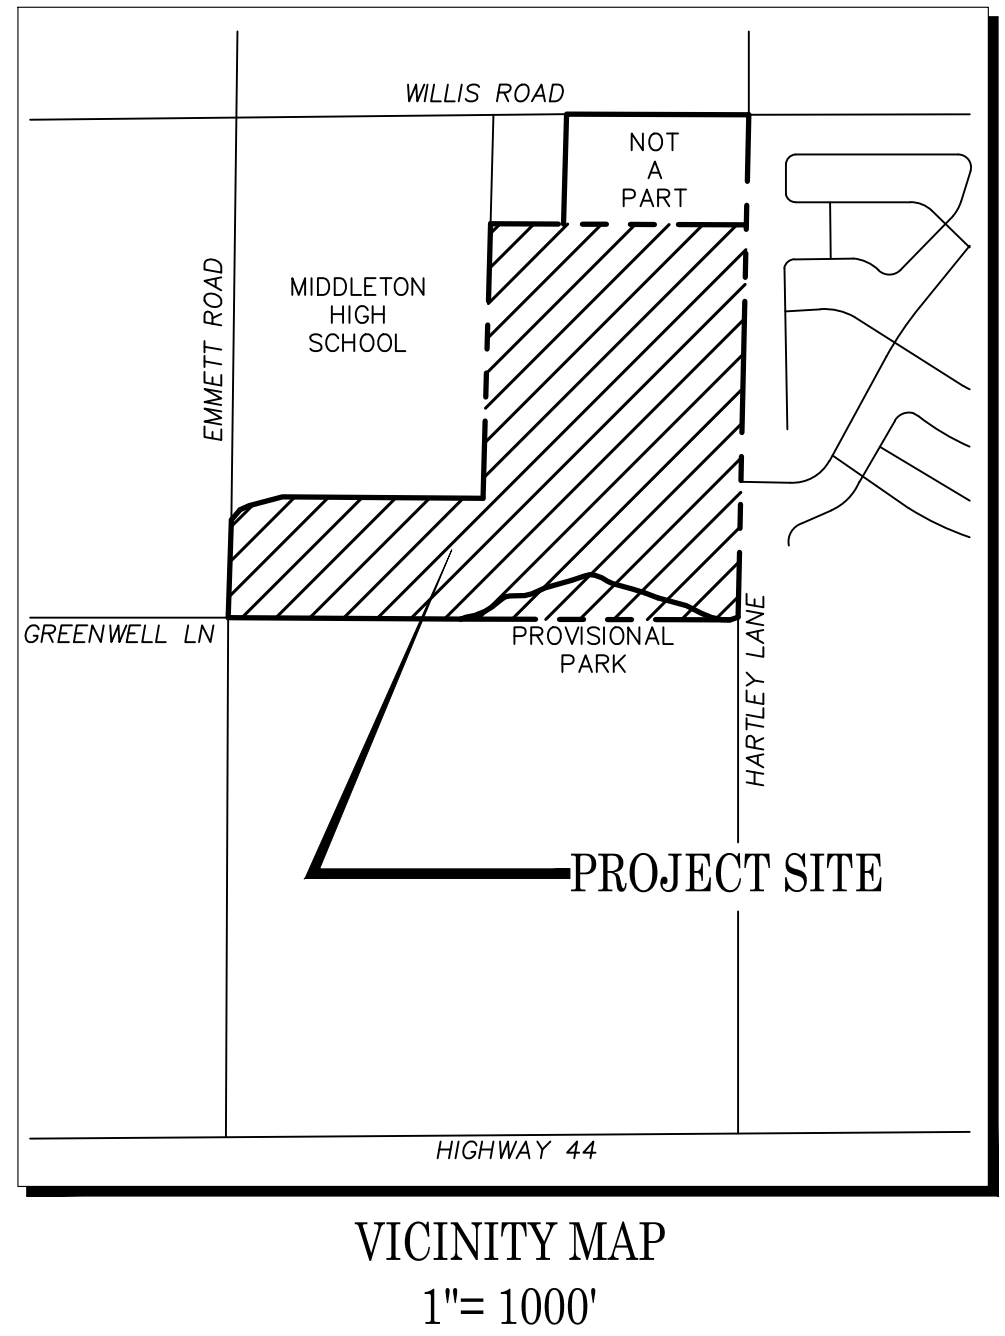 WILLIS ROAD
NOT
A
PART
EMMETT ROAD
MIDDLETON
HIGH
SCHOOL
GREENWELL LN
PROVISIONAL
PARK
HARTLEY LANE
PROJECT SITE
HIGHWAY 44
VICINITY MAP
1"= 1000'